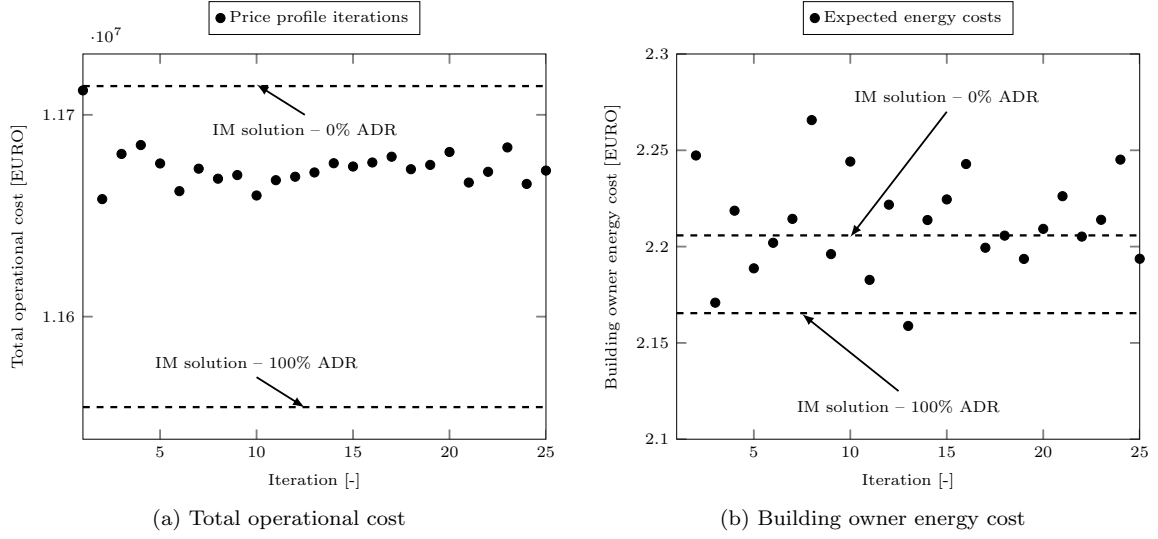 Price profile iterations
·10⁷
1.17
1.16
Total operational cost [EURO]
IM solution – 0% ADR
IM solution – 100% ADR
5
10
15
20
25
Iteration [-]
(a) Total operational cost
Expected energy costs
2.3
2.25
2.2
2.15
2.1
Building owner energy cost [EURO]
IM solution – 0% ADR
IM solution – 100% ADR
5
10
15
20
25
Iteration [-]
(b) Building owner energy cost